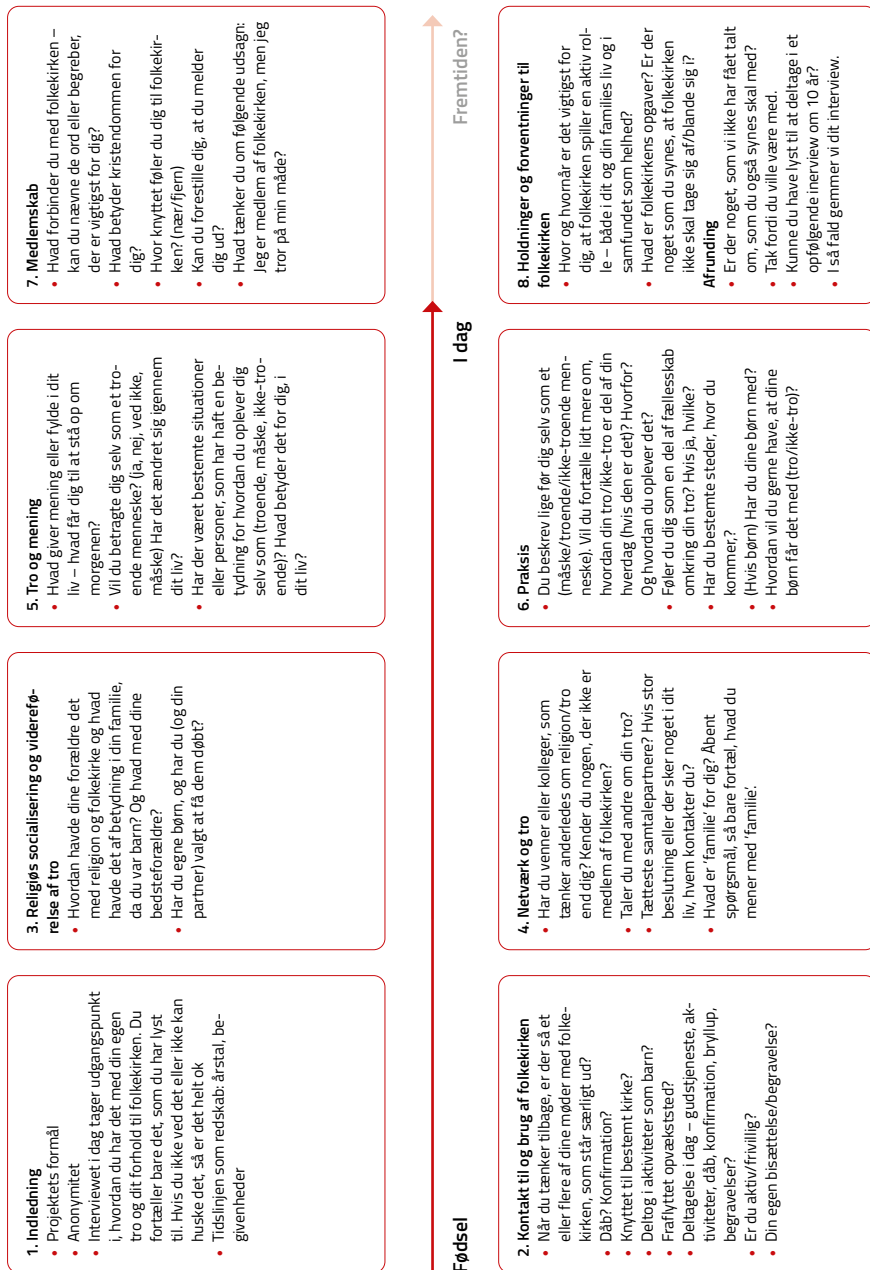 1. Indledning
• Projektets formål
• Anonymitet
• Interviewet i dag tager udgangspunkt
i, hvordan du har det med din egen
tro og dit forhold til folkekirken. Du
fortæller bare det, som du har lyst
til. Hvis du ikke ved det eller ikke kan
huske det, så er det helt ok
• Tidslinjen som redskab: årstal, be-
givenheder
3. Religiøs socialisering og viderefø-
relse af tro
• Hvordan havde dine forældre det
med religion og folkekirke og hvad
havde det af betydning i din familie,
da du var barn? Og hvad med dine
bedsteforældre?
• Har du egne børn, og har du (og din
partner) valgt at få dem døbt?
5. Tro og mening
• Hvad giver mening eller fylde i dit
liv – hvad får dig til at stå op om
morgenen?
• Vil du betragte dig selv som et tro-
ende menneske? (ja, nej, ved ikke,
måske) Har det ændret sig igennem
dit liv?
• Har der været bestemte situationer
eller personer, som har haft en be-
tydning for hvordan du oplever dig
selv som (troende, måske, ikke-tro-
ende)? Hvad betyder det for dig, i
dit liv?
7. Medlemskab
• Hvad forbinder du med folkekirken –
kan du nævne de ord eller begreber,
der er vigtigst for dig?
• Hvad betyder kristendommen for
dig?
• Hvor knyttet føler du dig til folkekir-
ken? (nær/fjern)
• Kan du forestille dig, at du melder
dig ud?
• Hvad tænker du om følgende udsagn:
Jeg er medlem af folkekirken, men jeg
tror på min måde?
Fødsel
I dag
Fremtiden?
2. Kontakt til og brug af folkekirken
• Når du tænker tilbage, er der så et
eller flere af dine møder med folke-
kirken, som står særligt ud?
• Dåb? Konfirmation?
• Knyttet til bestemt kirke?
• Deltog i aktiviteter som barn?
• Fraflyttet opvækststed?
• Deltagelse i dag – gudstjeneste, ak-
tiviteter, dåb, konfirmation, bryllup,
begravelser?
• Er du aktiv/frivillig?
• Din egen bisættelse/begravelse?
4. Netværk og tro
• Har du venner eller kolleger, som
tænker anderledes om religion/tro
end dig? Kender du nogen, der ikke er
medlem af folkekirken?
• Taler du med andre om din tro?
• Tætteste samtalepartnere? Hvis stor
beslutning eller der sker noget i dit
liv, hvem kontakter du?
• Hvad er ’familie’ for dig? Åbent
spørgsmål, så bare fortæl, hvad du
mener med ’familie’.
6. Praksis
• Du beskrev lige før dig selv som et
(måske/troende/ikke-troende men-
neske). Vil du fortælle lidt mere om,
hvordan din tro/ikke-tro er del af din
hverdag (hvis den er det)? Hvorfor?
Og hvordan du oplever det?
• Føler du dig som en del af fællesskab
omkring din tro? Hvis ja, hvilke?
• Har du bestemte steder, hvor du
kommer,?
• (Hvis børn) Har du dine børn med?
• Hvordan vil du gerne have, at dine
børn får det med (tro/ikke-tro)?
8. Holdninger og forventninger til
folkekirken
• Hvor og hvornår er det vigtigst for
dig, at folkekirken spiller en aktiv rol-
le – både i dit og din families liv og i
samfundet som helhed?
• Hvad er folkekirkens opgaver? Er der
noget som du synes, at folkekirken
ikke skal tage sig af/blande sig i?
Afrunding
• Er der noget, som vi ikke har fået talt
om, som du også synes skal med?
• Tak fordi du ville være med.
• Kunne du have lyst til at deltage i et
opfølgende inerview om 10 år?
• I så fald gemmer vi dit interview.